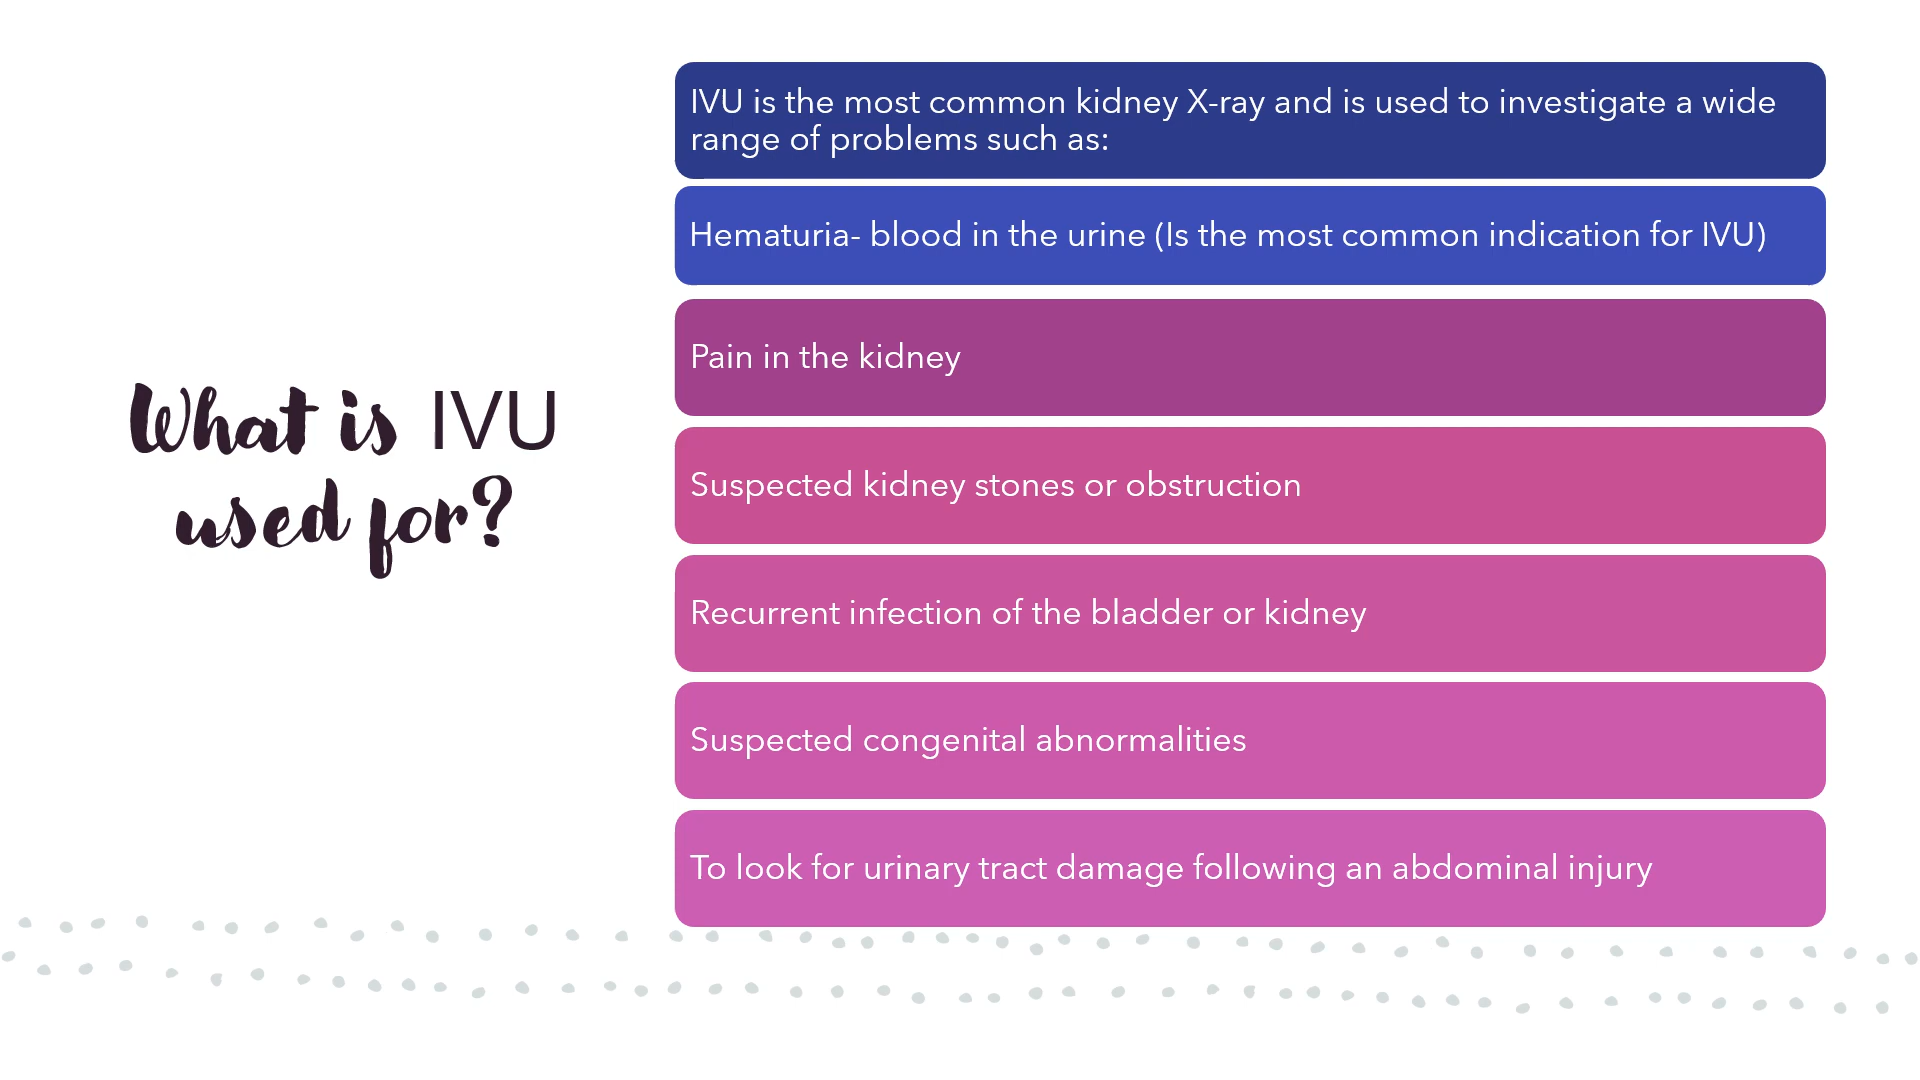 What is IVU
used for?
IVU is the most common kidney X-ray and is used to investigate a wide
range of problems such as:
Hematuria- blood in the urine (Is the most common indication for IVU)
Pain in the kidney
Suspected kidney stones or obstruction
Recurrent infection of the bladder or kidney
Suspected congenital abnormalities
To look for urinary tract damage following an abdominal injury